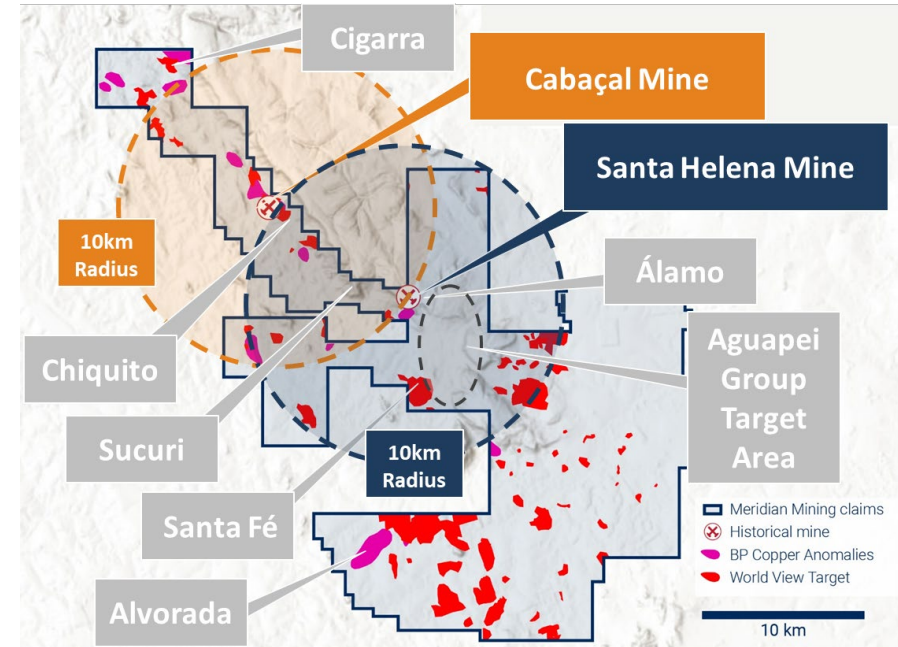 Cigarra
Cabaçal Mine
Santa Helena Mine
10km
Radius
Álamo
Aguapei
Group
Target
Area
Chiquito
Sucuri
10km
Radius
Santa Fé
Alvorada
Meridian Mining claims
Historical mine
BP Copper Anomalies
World View Target
10 km